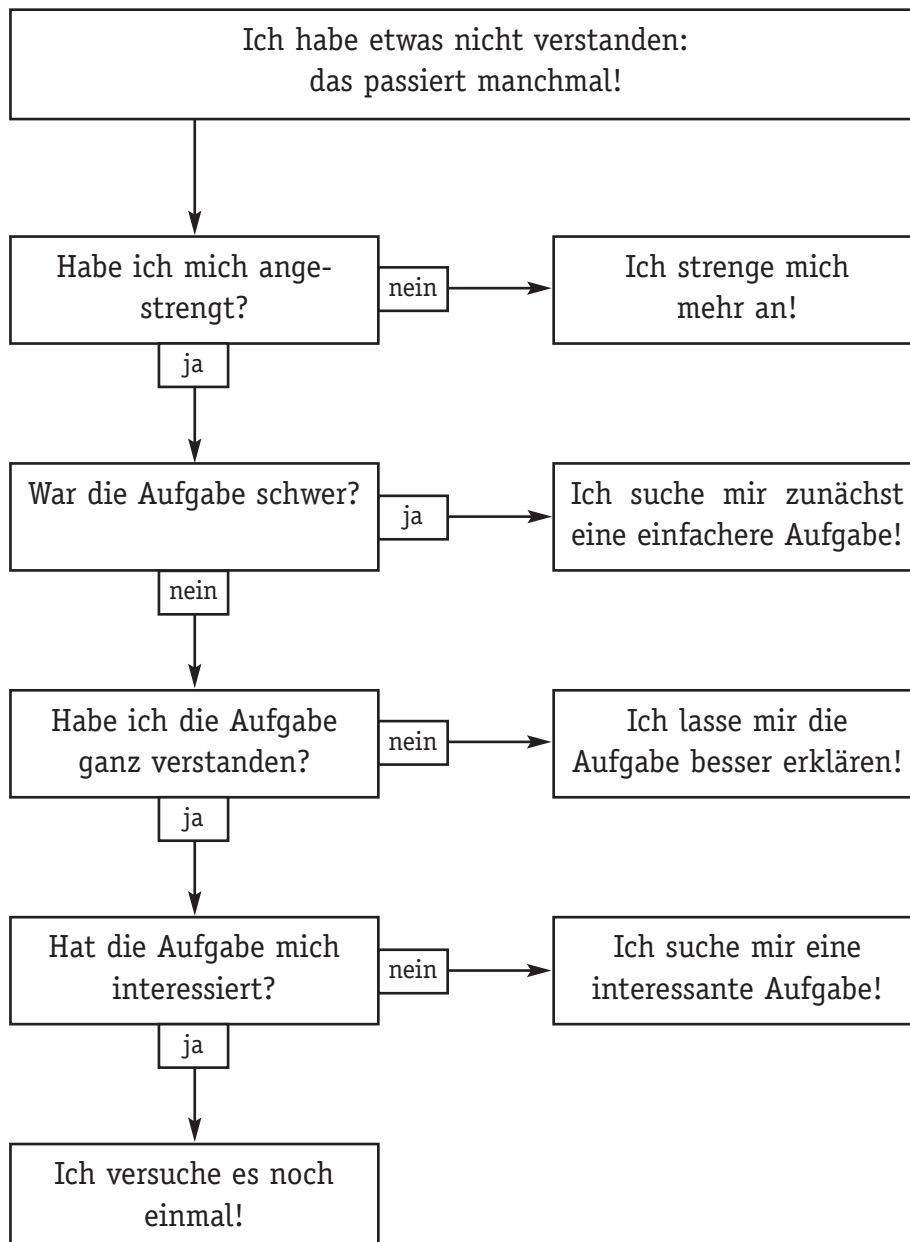 Ich habe etwas nicht verstanden:
das passiert manchmal!
Habe ich mich ange-
strengt?
nein
Ich strenge mich
mehr an!
ja
War die Aufgabe schwer?
ja
Ich suche mir zunächst
eine einfachere Aufgabe!
nein
Habe ich die Aufgabe
ganz verstanden?
nein
Ich lasse mir die
Aufgabe besser erklären!
ja
Hat die Aufgabe mich
interessiert?
nein
Ich suche mir eine
interessante Aufgabe!
ja
Ich versuche es noch
einmal!